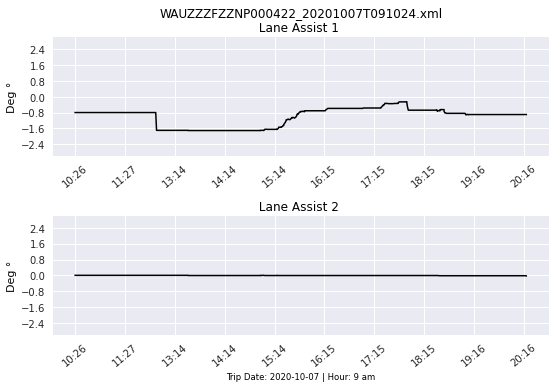 WAUZZZFZZNP000422_20201007T091024.xml
Lane Assist 1
Deg °
2.4
1.6
0.8
0.0
−0.8
−1.6
−2.4
10:26 11:27 13:14 14:14 15:14 16:15 17:15 18:15 19:16 20:16
Lane Assist 2
Deg °
2.4
1.6
0.8
0.0
−0.8
−1.6
−2.4
10:26 11:27 13:14 14:14 15:14 16:15 17:15 18:15 19:16 20:16
Trip Date: 2020-10-07 | Hour: 9 am